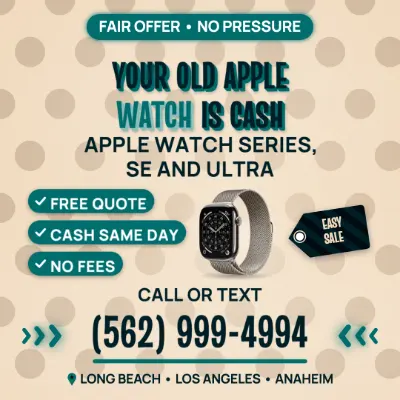 FAIR OFFER • NO PRESSURE
YOUR OLD APPLE
WATCH IS CASH
APPLE WATCH SERIES,
SE AND ULTRA
FREE QUOTE
CASH SAME DAY
NO FEES
EASY
SALE
CALL OR TEXT
(562) 999-4994
LONG BEACH • LOS ANGELES • ANAHEIM